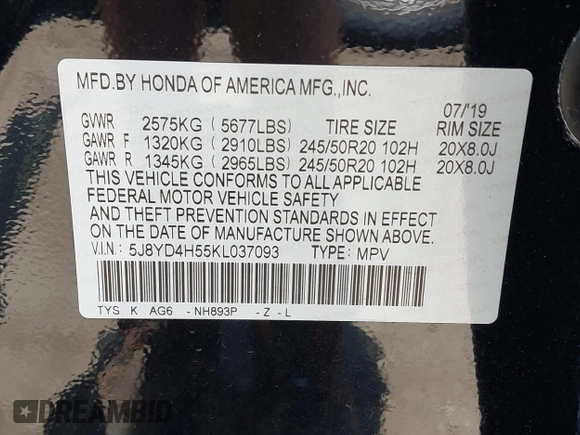 MFD.BY HONDA OF AMERICA MFG.,INC.
07/'19
GVWR 2575KG ( 5677LBS) TIRE SIZE RIM SIZE
GAWR F 1320KG ( 2910LBS) 245/50R20 102H 20X8.0J
GAWR R 1345KG ( 2965LBS) 245/50R20 102H 20X8.0J
THIS VEHICLE CONFORMS TO ALL APPLICABLE
FEDERAL MOTOR VEHICLE SAFETY
AND THEFT PREVENTION STANDARDS IN EFFECT
ON THE DATE OF MANUFACTURE SHOWN ABOVE.
V.I.N: 5J8YD4H55KL037093 TYPE: MPV
TYS K AG6 -NH893P -Z -L
DREAMBID